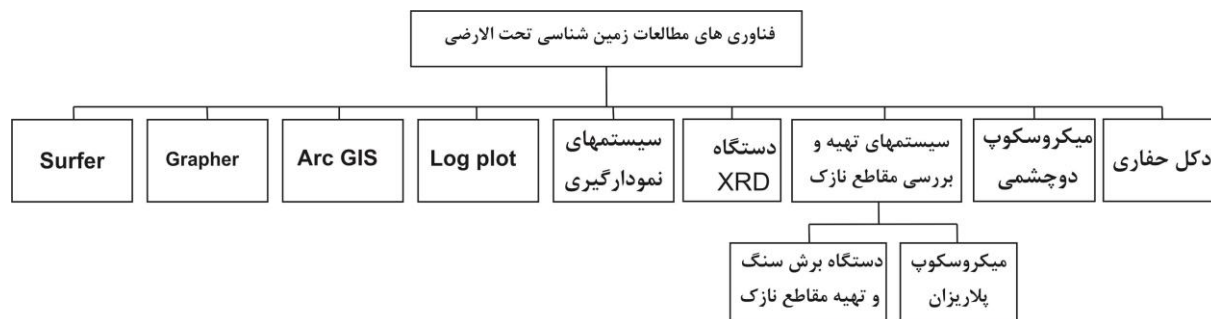 فناوری های مطالعات زمین شناسی تحت الارضی
دکل حفاری
میکروسکوپ
دوچشمی
سیستمهای تهیه و
بررسی مقاطع نازک
دستگاه
XRD
سیستمهای
نمودارگیری
Log plot
Arc GIS
Grapher
Surfer
میکروسکوپ
پلاریزان
دستگاه برش سنگ
و تهیه مقاطع نازک